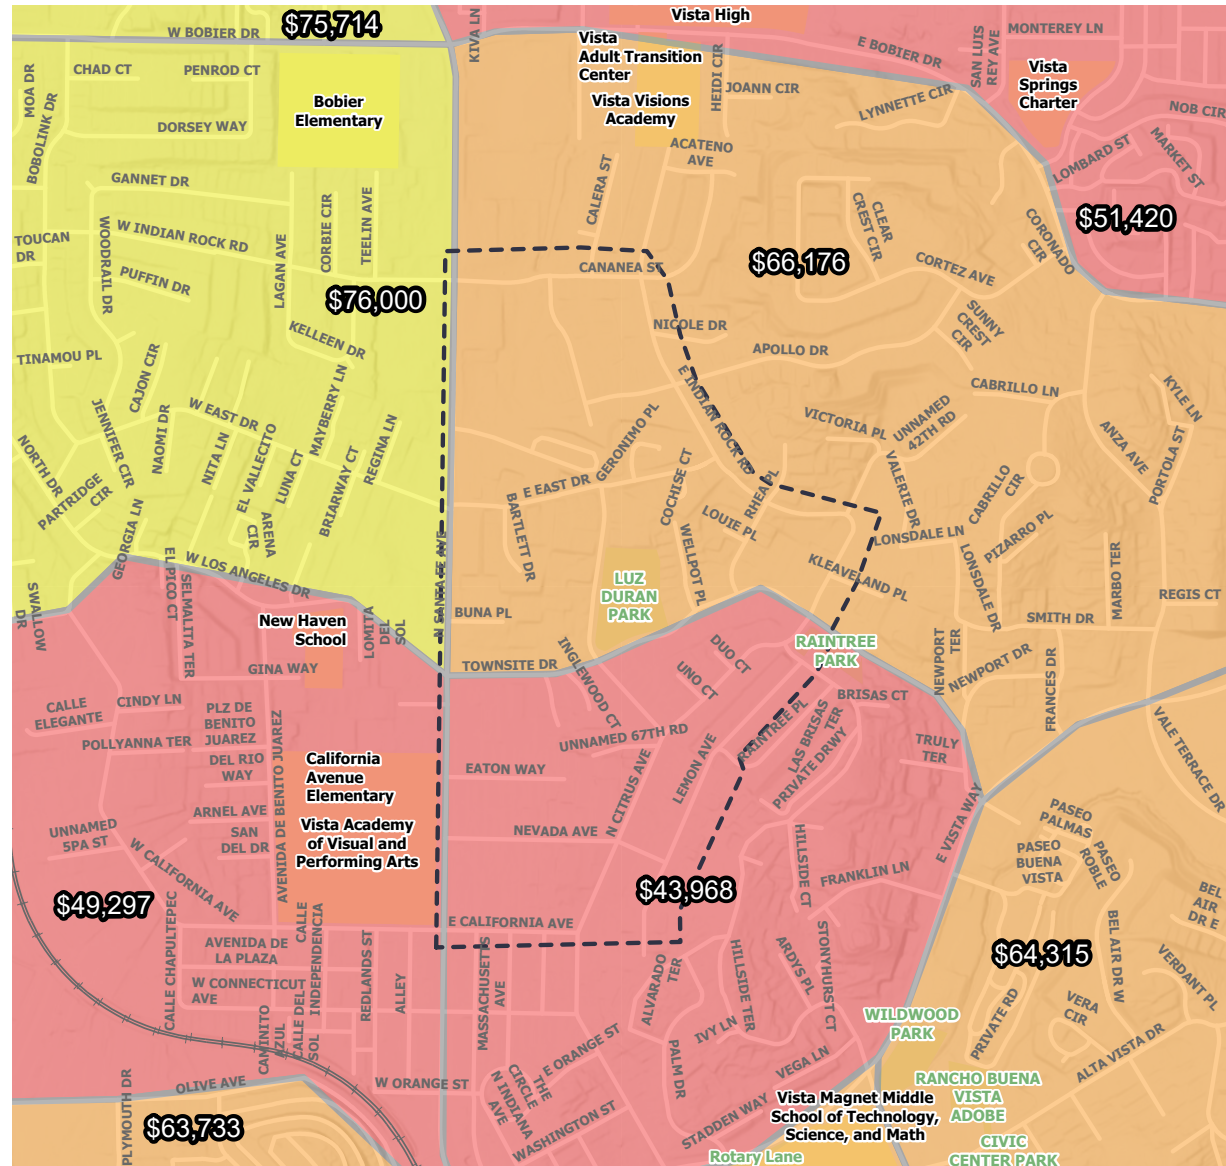 $75,714
Vista High
KIVA LN
MONTEREY LN
W BOBIER DR
Vista
Adult Transition
Center
E BOBIER DR
SAN LUIS
REY AVE
MOA DR
CHAD CT
PENROD CT
HEIDI CIR
JOANN CIR
Vista
Springs
Charter
Bobier
Elementary
Vista Visions
Academy
LYNNETTE CIR
NOB CIR
BOBOLINK DR
DORSEY WAY
ACATENO
AVE
LOMBARD ST
MARKET ST
GANNET DR
CALERA ST
CORBIE CIR
TEELIN AVE
CLEAR
CREST CIR
CORONADO
CIR
$51,420
TOUCAN
DR
WOODRAIL DR
W INDIAN ROCK RD
LAGAN AVE
PUFFIN DR
CANANEA ST
$66,176
CORTEZ AVE
$76,000
SUNNY
CREST
CIR
KELLEEN DR
NICOLE DR
APOLLO DR
TINAMOU PL
CAJON CIR
MAYBERRY LN
E INDIAN ROCK RD
CABRILLO LN
KYLE LN
JENNIFER CIR
NAOMI DR
W EAST DR
NITA LN
EL VALLECITO
LUNA CT
BRIARWAY CT
REGINA LN
GERONIMO PL
VICTORIA PL
UNNAMED
42TH RD
ANZA AVE
PORTOLA ST
NORTH DR
PARTRIDGE
CIR
ARENA
CIR
E EAST DR
COCHISE CT
RHEA PL
VALERIE DR
CABRILLO
CIR
GEORGIA LN
BARTLETT DR
LOUIE PL
WELLPOT PL
LONSDALE LN
PIZARRO PL
EL PICO CT
SELMALITA TER
W LOS ANGELES DR
N SANTA FE AVE
LUZ
DURAN
PARK
KLEAVELAND PL
LONSDALE DR
MARBO TER
REGIS CT
SWALLOW
DR
New Haven
School
LOMITA
DEL
SOL
BUNA PL
SMITH DR
GINA WAY
TOWNSITE DR
INGLEWOOD CT
DUO CT
UNO CT
RAINTREE
PARK
NEWPORT
TER
NEWPORT DR
FRANCES DR
CALLE
ELEGANTE
CINDY LN
PLZ DE
BENITO
JUAREZ
BRISAS CT
POLLYANNA TER
AVENIDA DE BENITO JUAREZ
UNNAMED 67TH RD
RAINTREE PL
LAS BRISAS
TER
PRIVATE DRWY
TRULY
TER
VALE TERRACE DR
DEL RIO
WAY
California
Avenue
Elementary
EATON WAY
N CITRUS AVE
LEMON AVE
ARNEL AVE
UNNAMED
5PA ST
SAN
DEL DR
Vista Academy
of Visual and
Performing Arts
NEVADA AVE
HILLSIDE CT
E VISTA WAY
PASEO
PALMAS
PASEO
BUENA
VISTA
PASEO
ROBLE
W CALIFORNIA AVE
FRANKLIN LN
$49,297
$43,968
BEL
AIR
DR E
CALLE CHAPULTEPEC
CALLE
INDEPENDENCIA
E CALIFORNIA AVE
STONYHURST CT
BEL AIR DR W
AVENIDA DE
LA PLAZA
REDLANDS ST
ALLEY
MASSACHUSETTS
AVE
ALVARADO
TER
HILLSIDE TER
ARDYS PL
$64,315
VERDANT PL
W CONNECTICUT
AVE
CAMINITO
AZUL
CALLE DEL
SOL
IVY LN
WILDWOOD
PARK
PRIVATE RD
VERA
CIR
E ORANGE ST
PALM DR
VEGA LN
ALTA VISTA DR
PLYMOUTH DR
OLIVE AVE
W ORANGE ST
THE
CIRCLE
N INDIANA
AVE
RANCHO BUENA
VISTA
ADOBE
$63,733
WASHINGTON ST
STADDEN WAY
Vista Magnet Middle
School of Technology,
Science, and Math
Rotary Lane
CIVIC
CENTER PARK